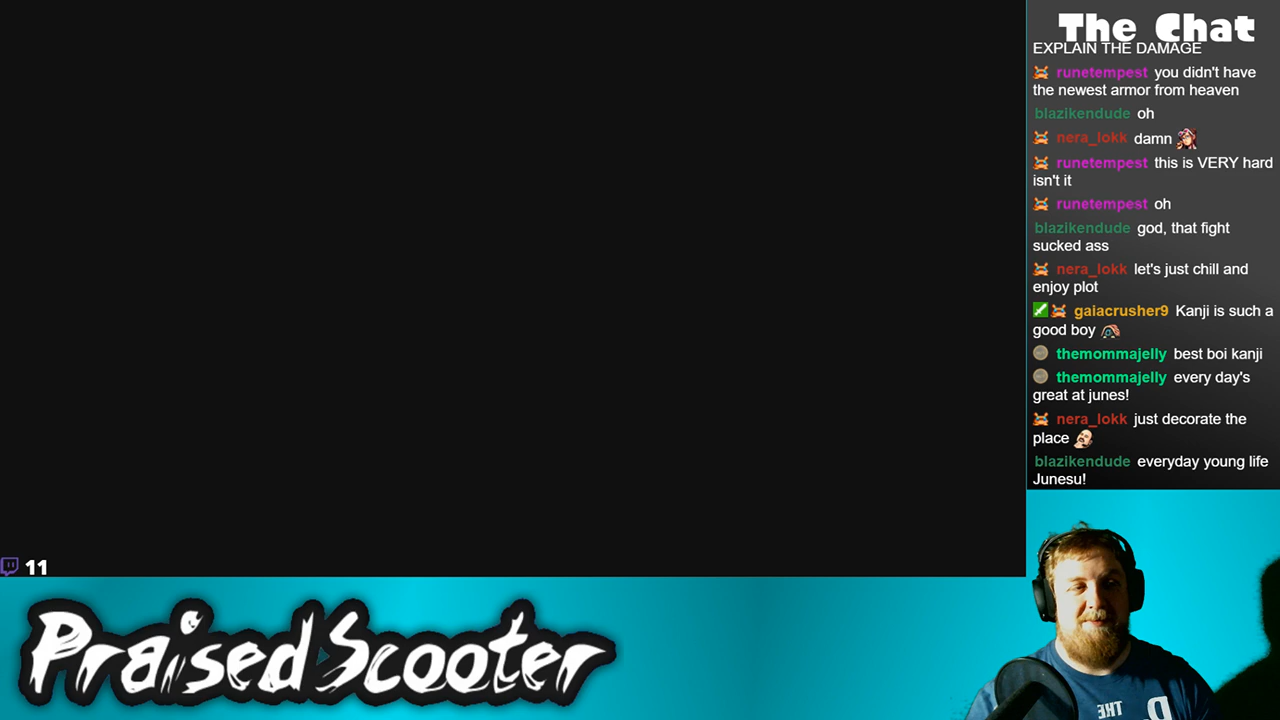 The Chat
EXPLAIN THE DAMAGE
runetempest you didn't have
the newest armor from heaven
blazikendude oh
nera_lokk damn
runetempest this is VERY hard
isn't it
runetempest oh
blazikendude god, that fight
sucked ass
nera_lokk let's just chill and
enjoy plot
gaiacrusher9 Kanji is such a
good boy
themommajelly best boi kanji
themommajelly every day's
great at junes!
nera_lokk just decorate the
place
blazikendude everyday young life
Junesu!
11
PraisedScooter
THE